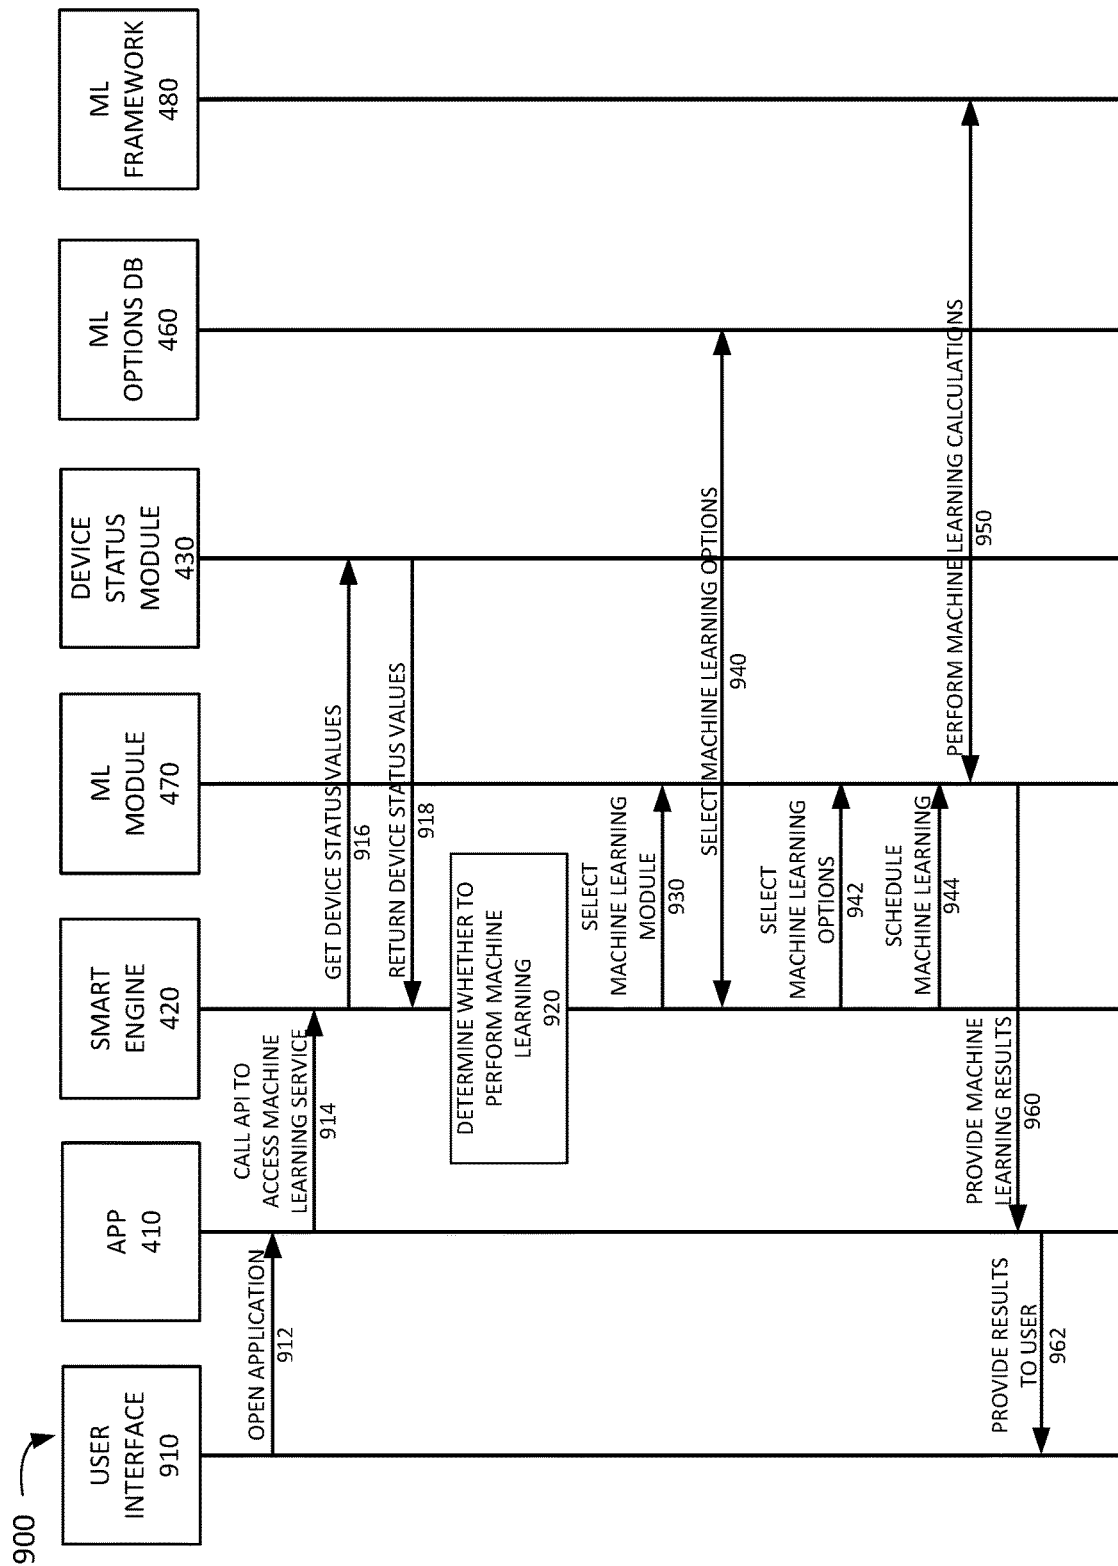 900
USER
INTERFACE
910
APP
410
SMART
ENGINE
420
ML
MODULE
470
DEVICE
STATUS
MODULE
430
ML
OPTIONS DB
460
ML
FRAMEWORK
480
OPEN APPLICATION
912
CALL API TO
ACCESS MACHINE
LEARNING SERVICE
914
GET DEVICE STATUS VALUES
916
RETURN DEVICE STATUS VALUES
918
DETERMINE WHETHER TO
PERFORM MACHINE
LEARNING
920
SELECT
MACHINE LEARNING
MODULE
930
SELECT MACHINE LEARNING OPTIONS
940
SELECT
MACHINE LEARNING
OPTIONS
942
SCHEDULE
MACHINE LEARNING
944
PERFORM MACHINE LEARNING CALCULATIONS
950
PROVIDE MACHINE
LEARNING RESULTS
960
PROVIDE RESULTS
TO USER
962